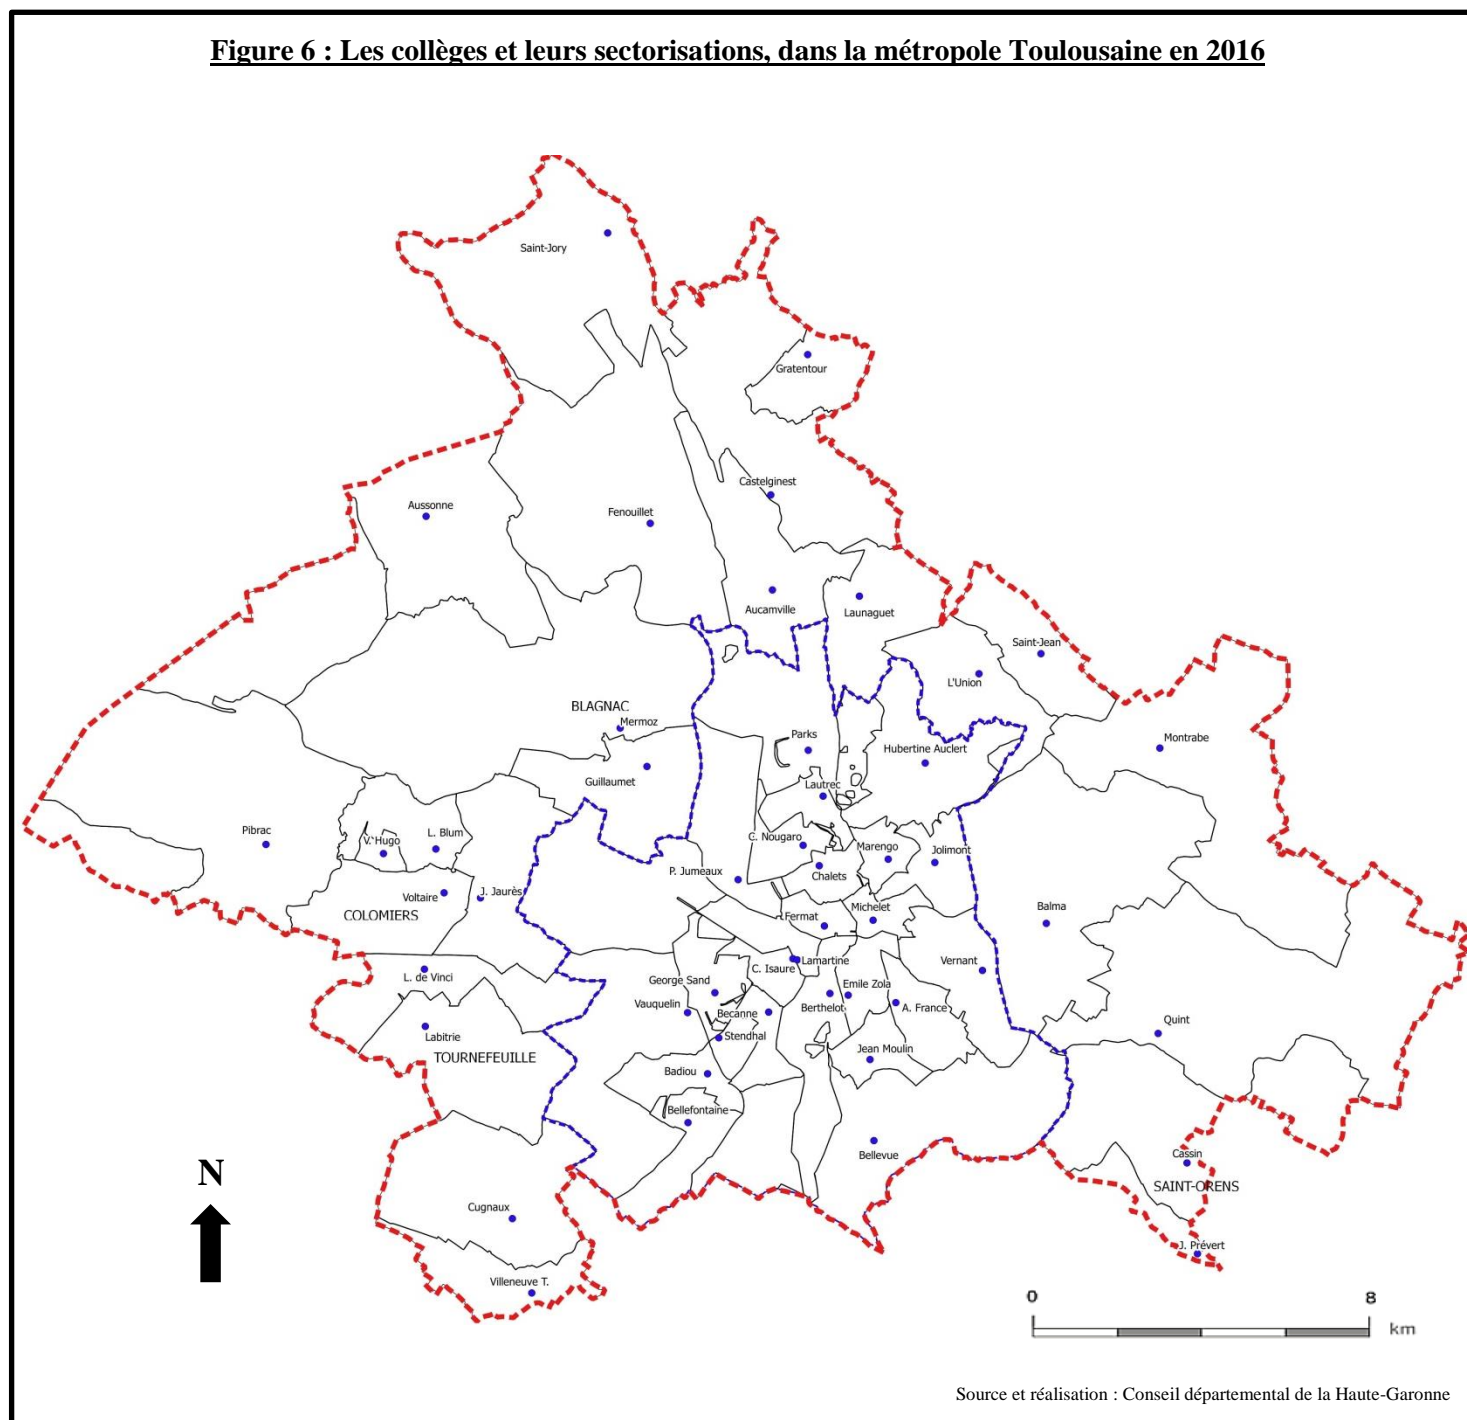 Figure 6 : Les collèges et leurs sectorisations, dans la métropole Toulousaine en 2016
Saint-Jory
Gratentour
Castelginest
Aussonne
Fenouillet
Aucamville
Launaguet
Saint-Jean
L'Union
BLAGNAC
Mermoz
Parks
Hubertine Auclert
Montrabe
Guillaumet
Lautrec
Pibrac
V. Hugo
L. Blum
C. Nougaro
Marengo
Jolimont
Chalets
P. Jumeaux
Voltaire
J. Jaurès
COLOMIERS
Fermat
Michelet
Balma
L. de Vinci
George Sand
C. Isaure
Lamartine
Vernant
Emile Zola
Vauquelin
Becanne
Berthelot
A. France
Quint
Labitrie
Stendhal
TOURNEFEUILLE
Jean Moulin
Badiou
Bellefontaine
Bellevue
Cassin
N
SAINT-ORENS
Cugnaux
J. Prévert
Villeneuve T.
0 8
km
Source et réalisation : Conseil départemental de la Haute-Garonne